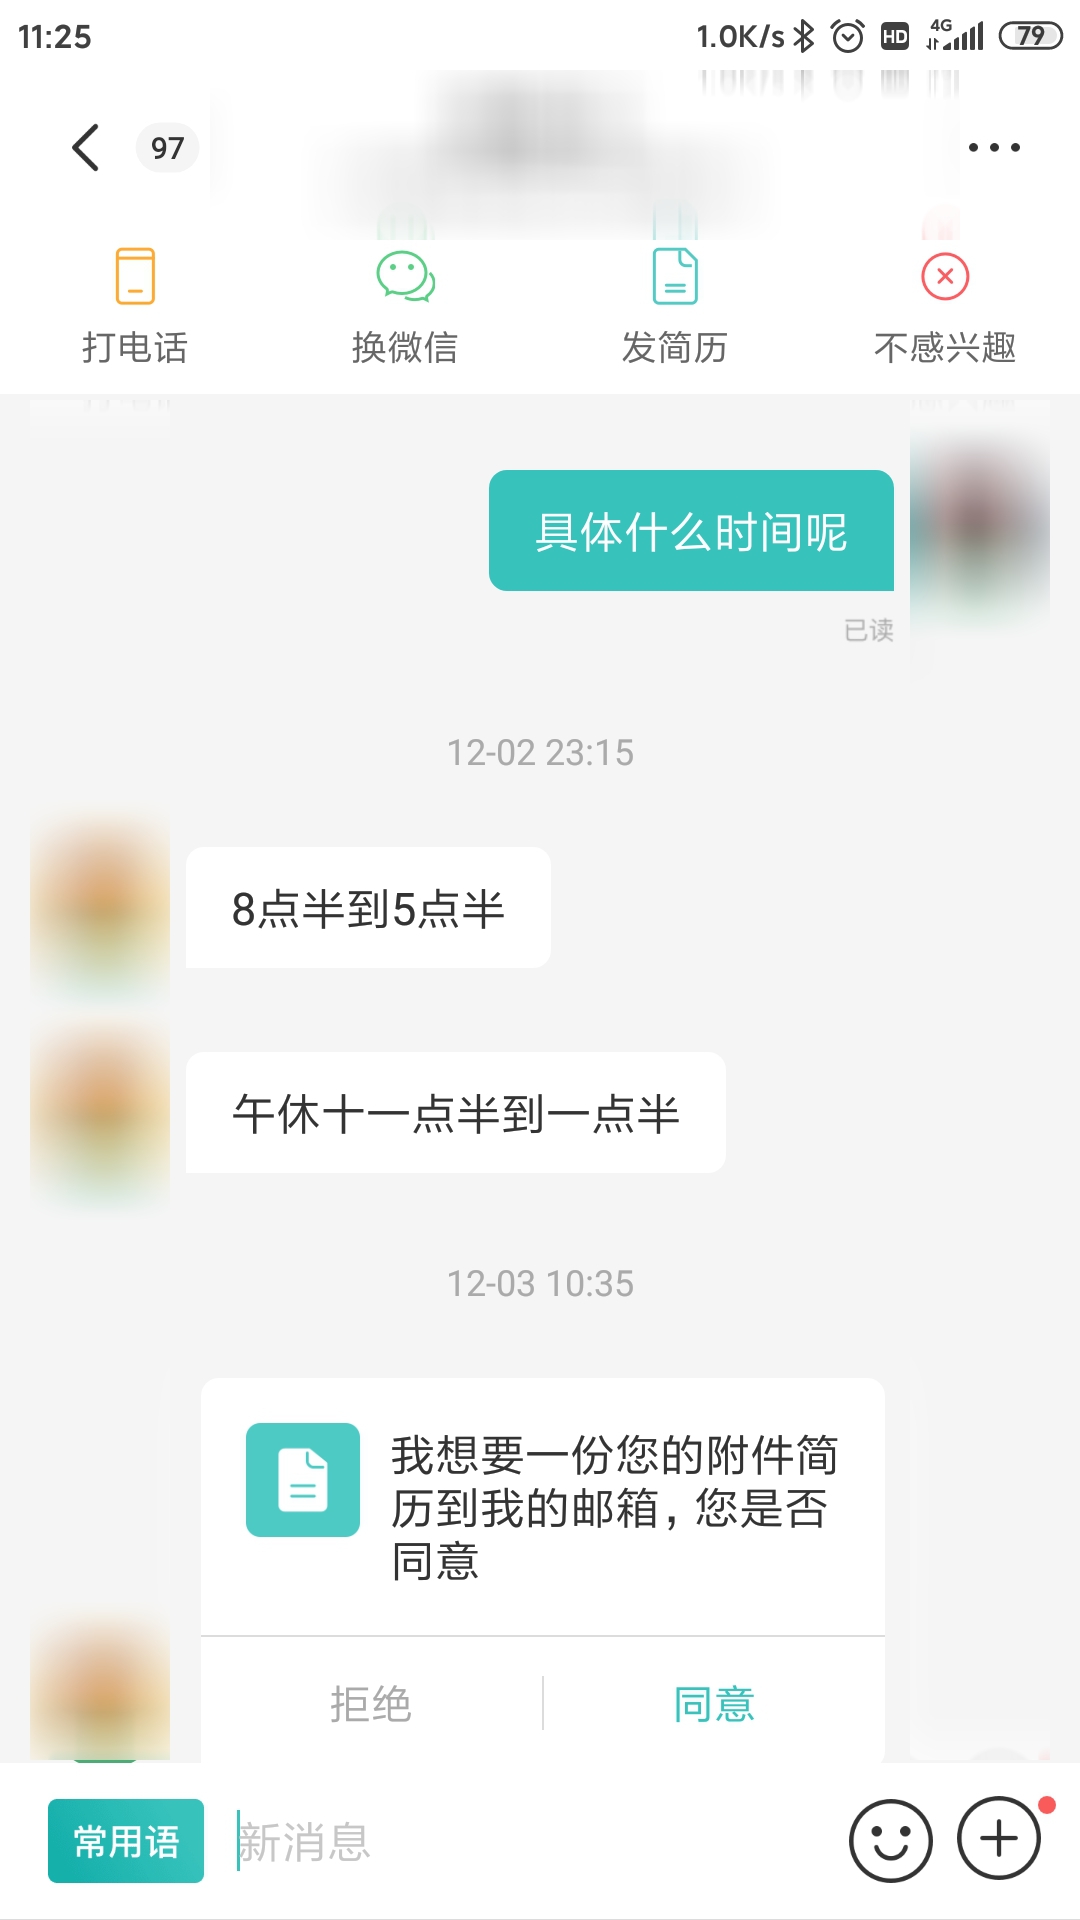 11:25
1.0K/s HD 4G 79
97
打电话 换微信 发简历 不感兴趣
具体什么时间呢
已读
12-02 23:15
8点半到5点半
午休十一点半到一点半
12-03 10:35
我想要一份您的附件简
历到我的邮箱，您是否
同意
拒绝 同意
常用语 新消息